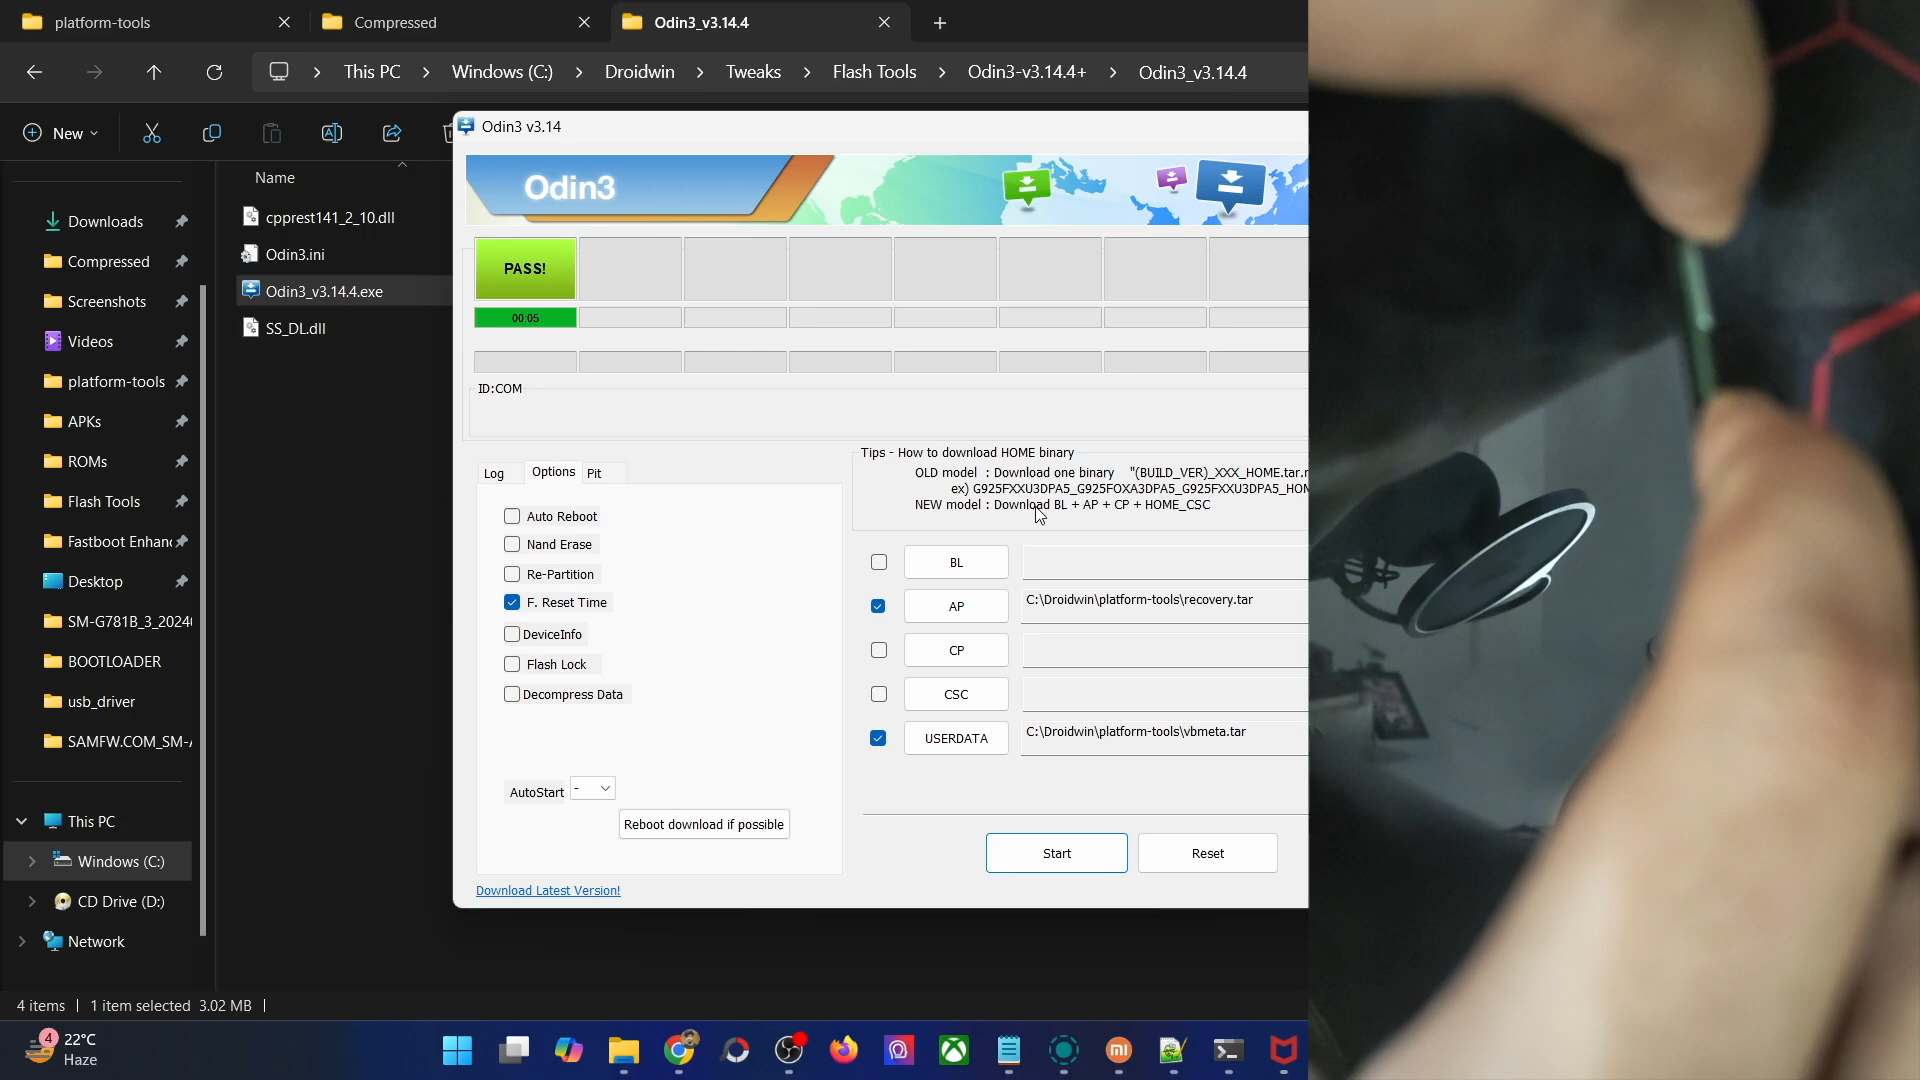 platform-tools
Compressed
Odin3_v3.14.4
This PC
Windows (C:)
Droidwin
Tweaks
Flash Tools
Odin3-v3.14.4+
Odin3_v3.14.4
New
Downloads
Compressed
Screenshots
Videos
platform-tools
APKs
ROMs
Flash Tools
Fastboot Enhanc
Desktop
SM-G781B_3_2024
BOOTLOADER
usb_driver
SAMFW.COM_SM-
This PC
Windows (C:)
CD Drive (D:)
Network
Name
cpprest141_2_10.dll
Odin3.ini
Odin3_v3.14.4.exe
SS_DL.dll
Odin3 v3.14
Odin3
PASS!
00:05
ID:COM
Log
Options
Pit
Auto Reboot
Nand Erase
Re-Partition
F. Reset Time
DeviceInfo
Flash Lock
Decompress Data
AutoStart
-
Reboot download if possible
Download Latest Version!
Tips - How to download HOME binary
OLD model : Download one binary "(BUILD_VER)_XXX_HOME.tar.
ex) G925FXXU3DPA5_G925FOXA3DPA5_G925FXXU3DPA5_HO
NEW model : Download BL + AP + CP + HOME_CSC
BL
AP
C:\Droidwin\platform-tools\recovery.tar
CP
CSC
USERDATA
C:\Droidwin\platform-tools\vbmeta.tar
Start
Reset
4 items
1 item selected 3.02 MB
4
22°C
Haze